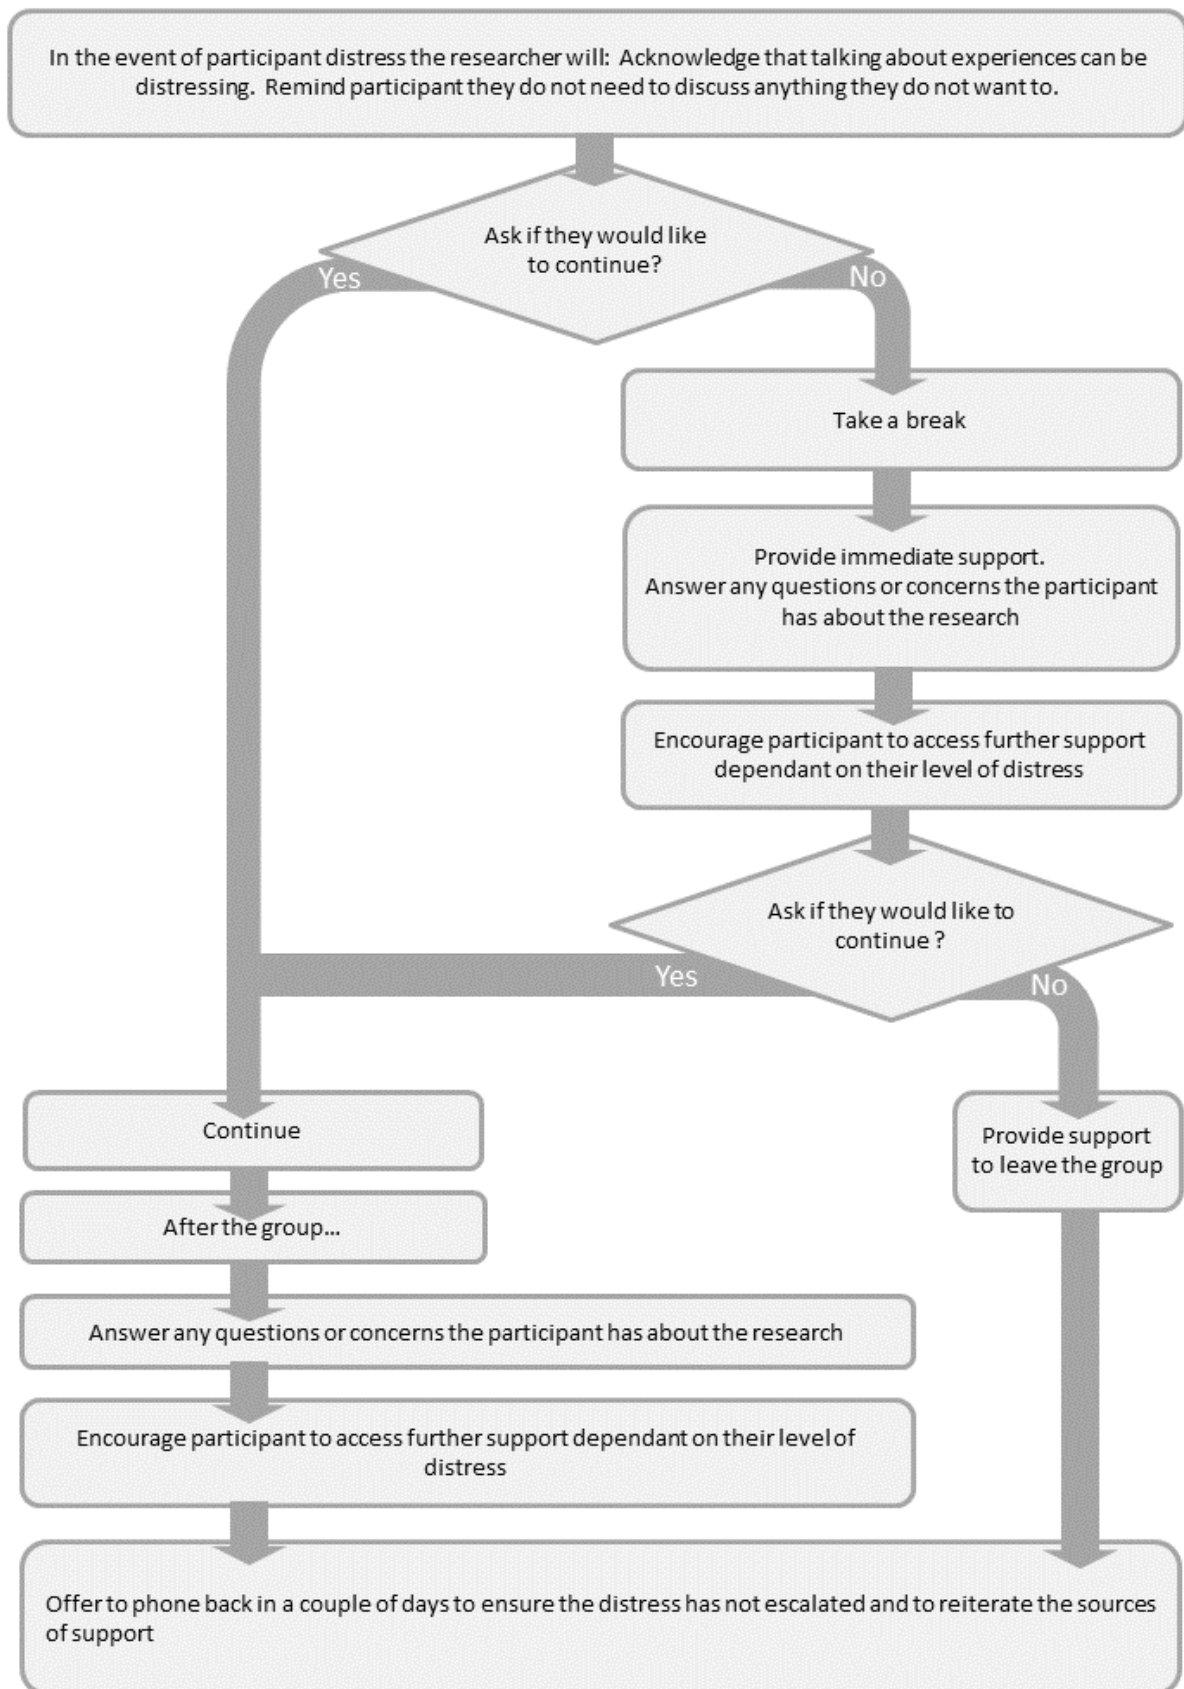 In the event of participant distress the researcher will:  Acknowledge that talking about experiences can be
distressing.  Remind participant they do not need to discuss anything they do not want to.
Ask if they would like
to continue?
Yes
No
Take a break
Provide immediate support.
Answer any questions or concerns the participant
has about the research
Encourage participant to access further support
dependant on their level of distress
Ask if they would like to
continue ?
Yes
No
Continue
Provide support
to leave the group
After the group...
Answer any questions or concerns the participant has about the research
Encourage participant to access further support dependant on their level of
distress
Offer to phone back in a couple of days to ensure the distress has not escalated and to reiterate the sources
of support